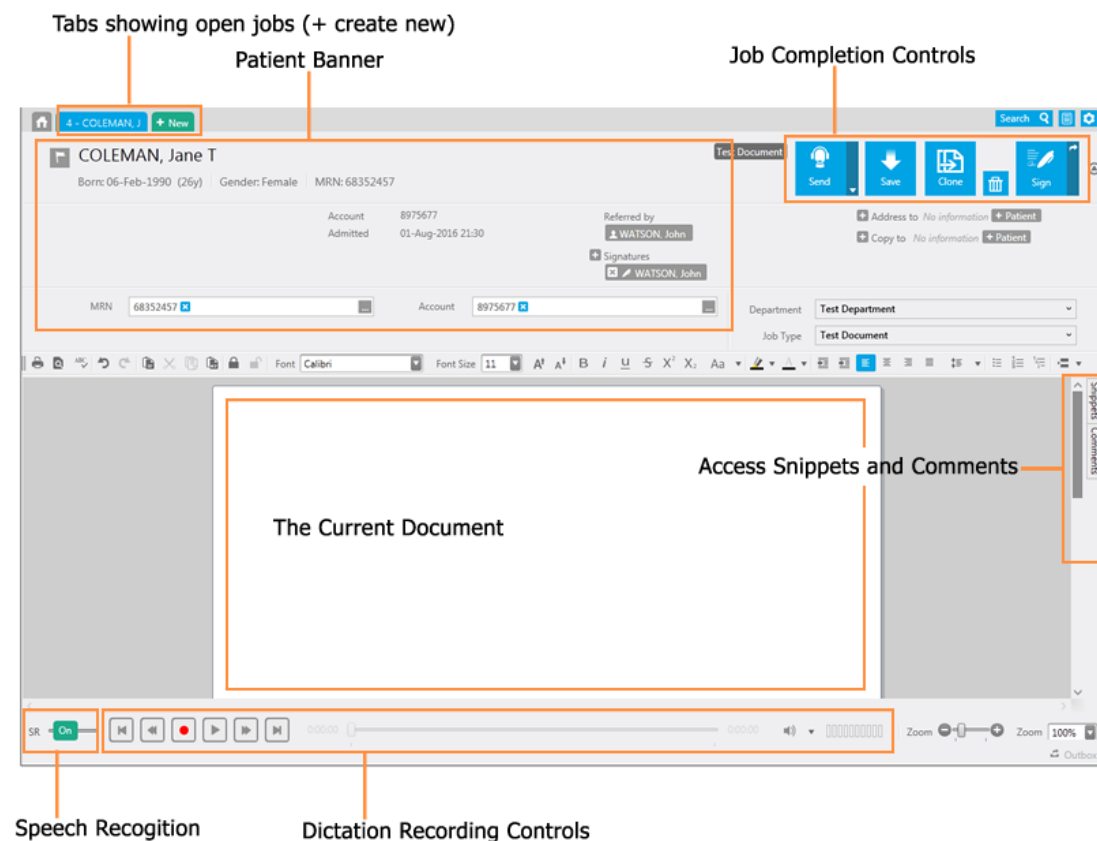 Tabs showing open jobs (+ create new)
Patient Banner
Job Completion Controls
4 - COLEMAN, J + New
Search
COLEMAN, Jane T
Test Document
Born: 06-Feb-1990 (26y) Gender: Female MRN: 68352457
Send Save Clone Sign
Account 8975677 Referred by + Address to No information + Patient
Admitted 01-Aug-2016 21:30 WATSON, John + Copy to No information + Patient
+ Signatures
WATSON, John
MRN 68352457 Account 8975677 Department Test Department
Job Type Test Document
ABC Font Calibri Font Size 11 A A B i U S X² X₂ Aa A
Snippets
Comments
Access Snippets and Comments
The Current Document
SR On 0:00:00 0:00:00 Zoom Zoom 100%
Outbox
Speech Recogition
Dictation Recording Controls